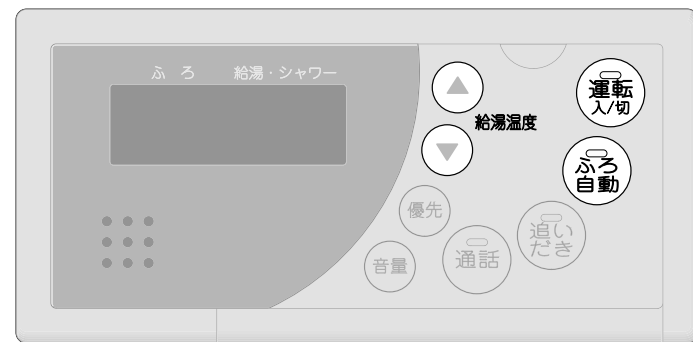 ふろ 給湯・シャワー
給湯温度
運転
入/切
ふろ
自動
優先
音量
通話
追い
だき